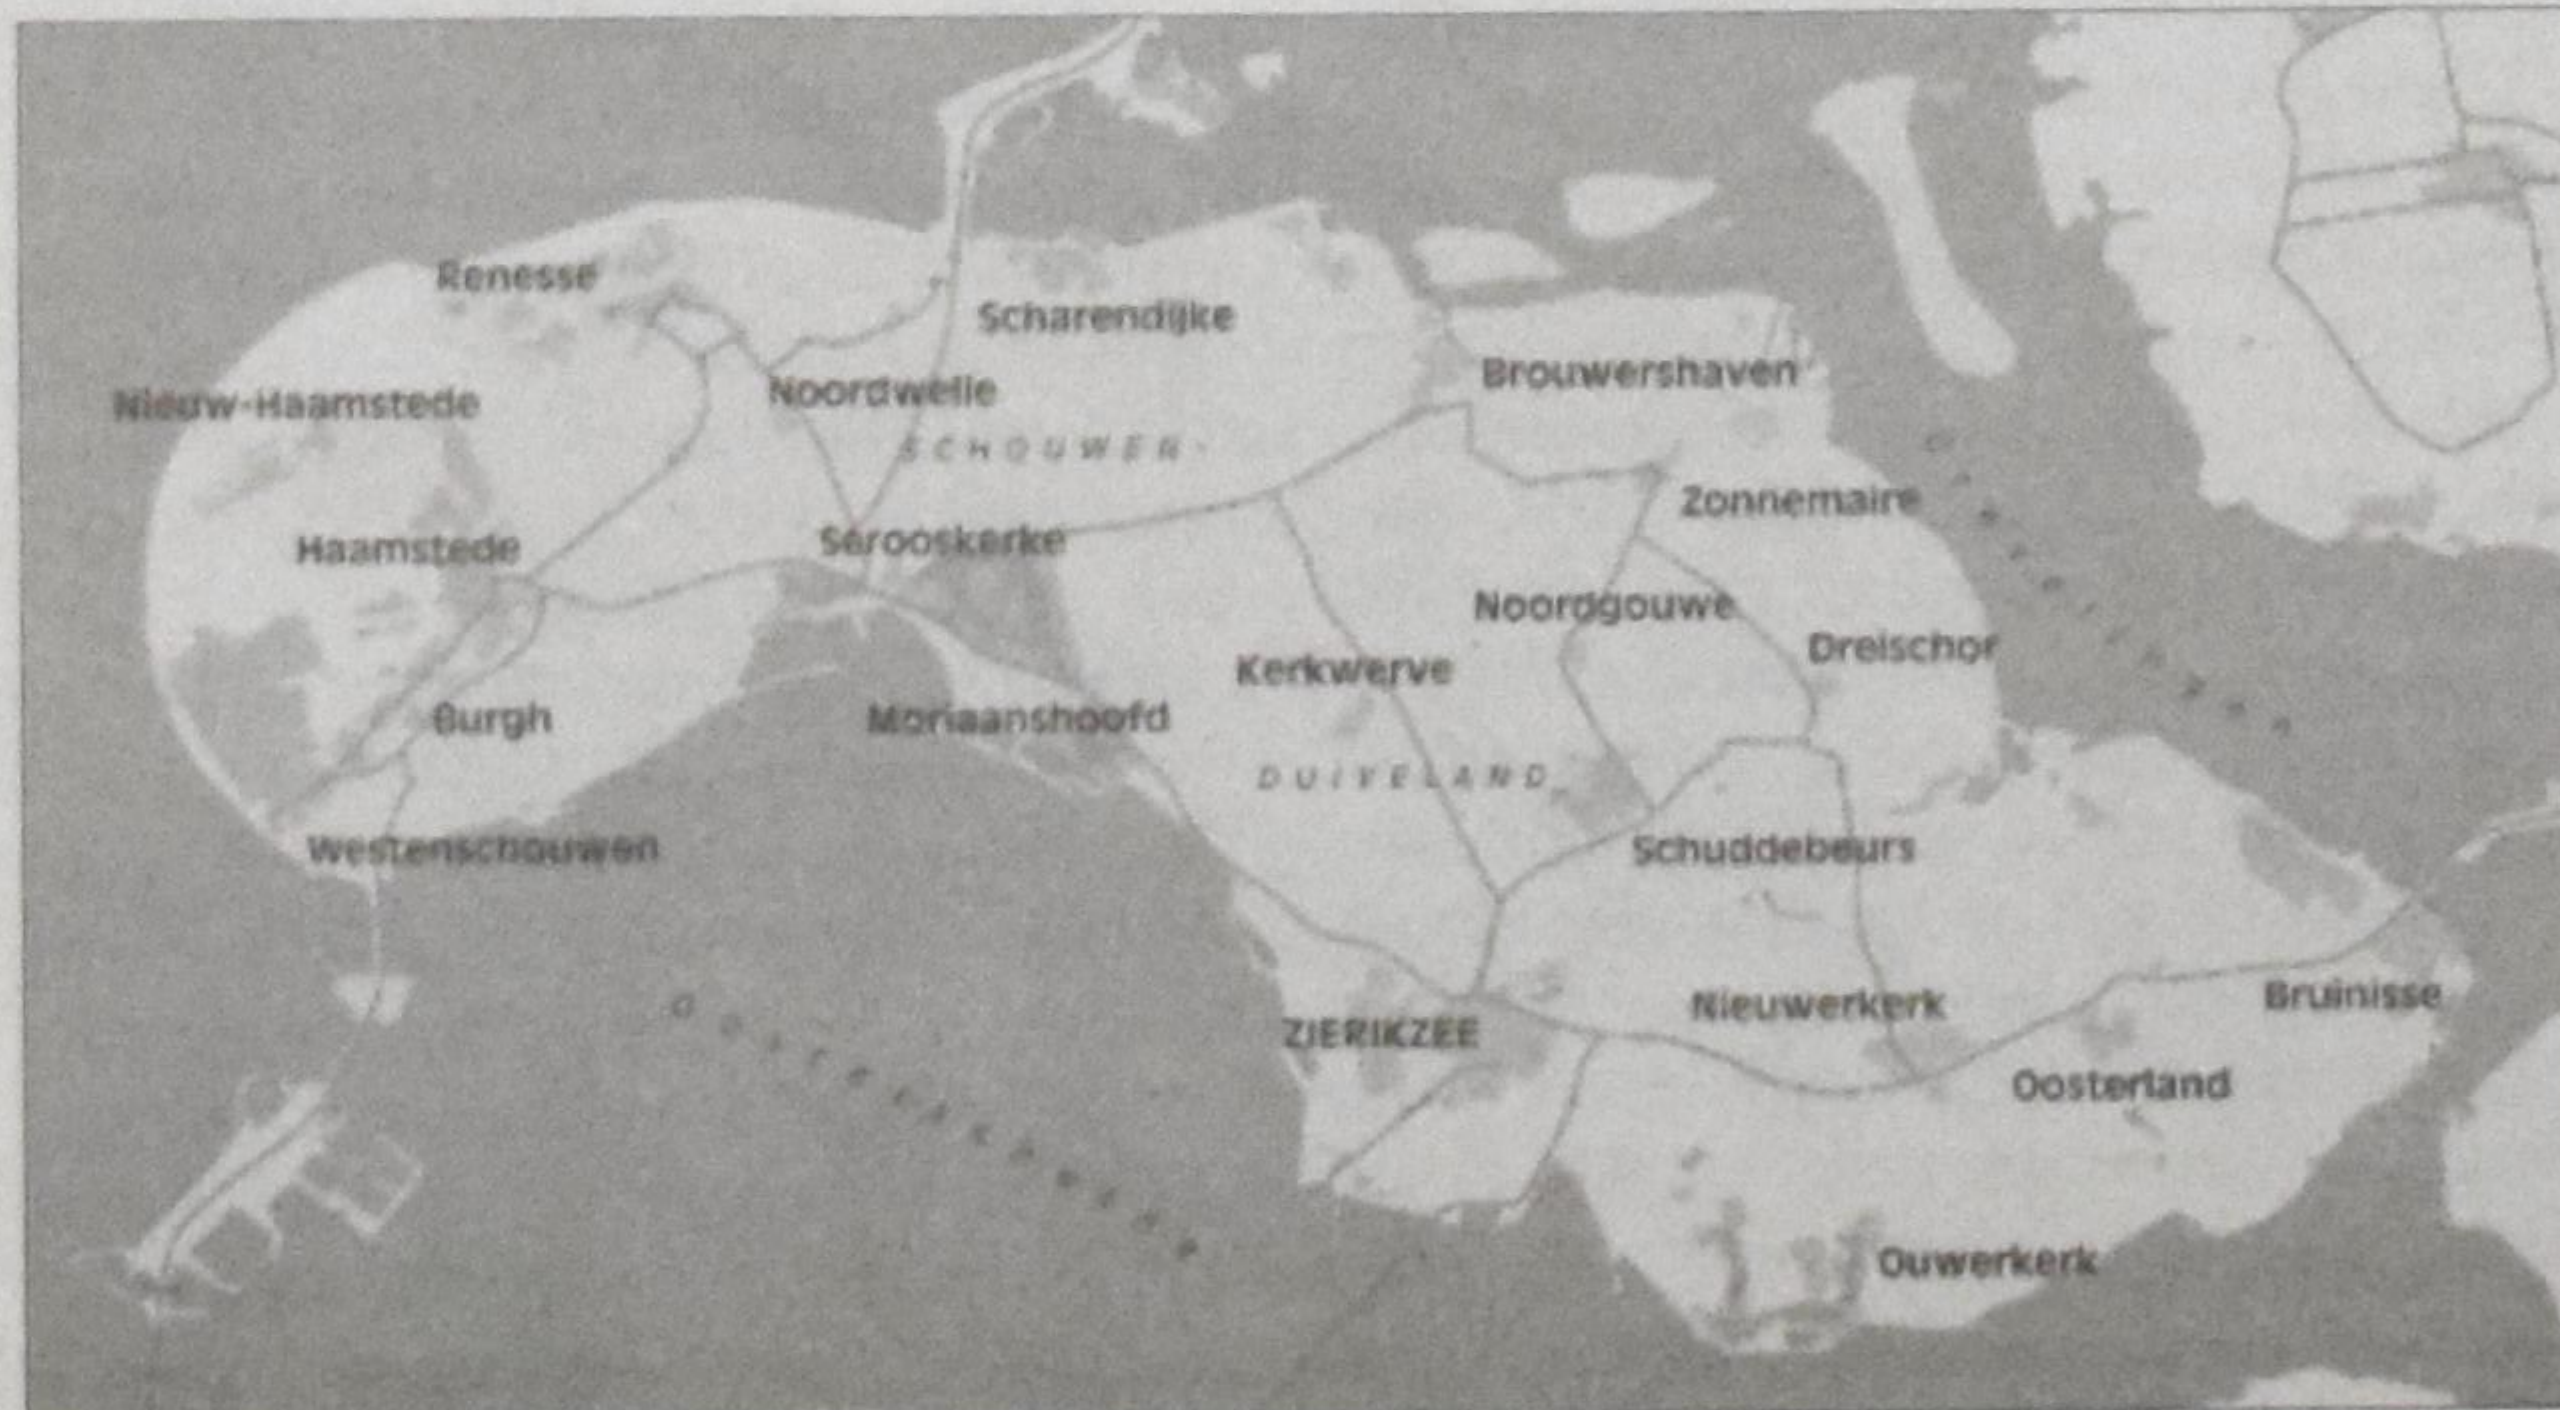 Renesse
Scharendijke
Brouwershaven
Noordwelle
Nieuw-Haamstede
SCHOUWEN-
Zonnemaire
Serooskerke
Haamstede
Noordgouwe
Dreischor
Kerkwerve
Burgh
Moriaanshoofd
DUIVELAND
Westenschouwen
Schuddebeurs
Bruinisse
Nieuwerkerk
ZIERIKZEE
Oosterland
Ouwerkerk